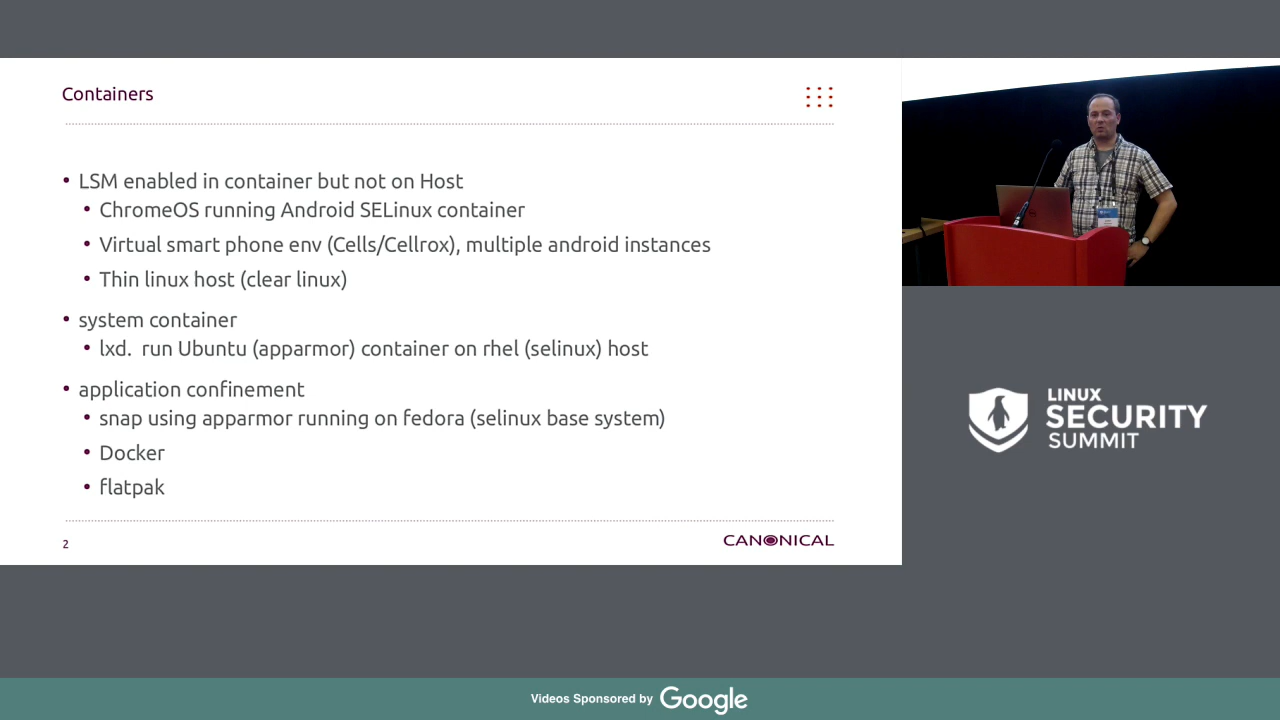 Containers
• LSM enabled in container but not on Host
• ChromeOS running Android SELinux container
• Virtual smart phone env (Cells/Cellrox), multiple android instances
• Thin linux host (clear linux)
• system container
• lxd.  run Ubuntu (apparmor) container on rhel (selinux) host
• application confinement
• snap using apparmor running on fedora (selinux base system)
• Docker
• flatpak
2
CANONICAL
LINUX
SECURITY
SUMMIT
Videos Sponsored by Google